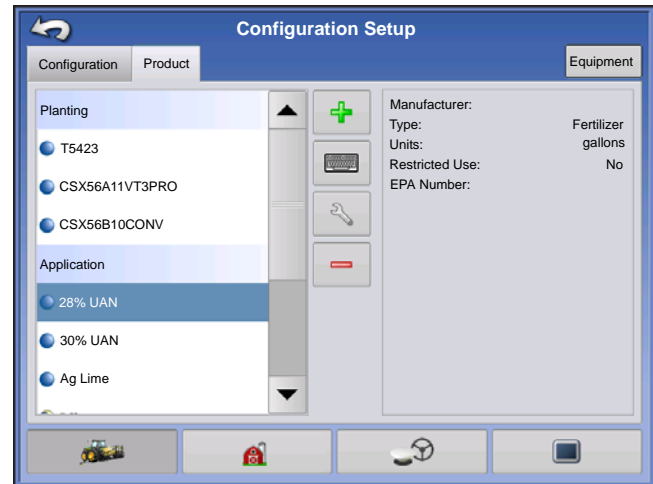 Configuration Setup
Configuration
Product
Equipment
Planting
T5423
CSX56A11VT3PRO
CSX56B10CONV
Application
28% UAN
30% UAN
Ag Lime
Manufacturer:
Type: Fertilizer
Units: gallons
Restricted Use: No
EPA Number: